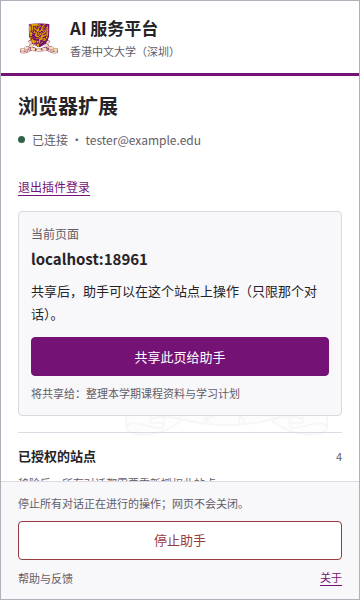 AI 服务平台
香港中文大学（深圳）
浏览器扩展
已连接 · tester@example.edu
退出插件登录
当前页面
localhost:18961
共享后，助手可以在这个站点上操作（只限那个对
话）。
共享此页给助手
将共享给：整理本学期课程资料与学习计划
已授权的站点
4
停止所有对话正在进行的操作；网页不会关闭。
停止助手
帮助与反馈
关于